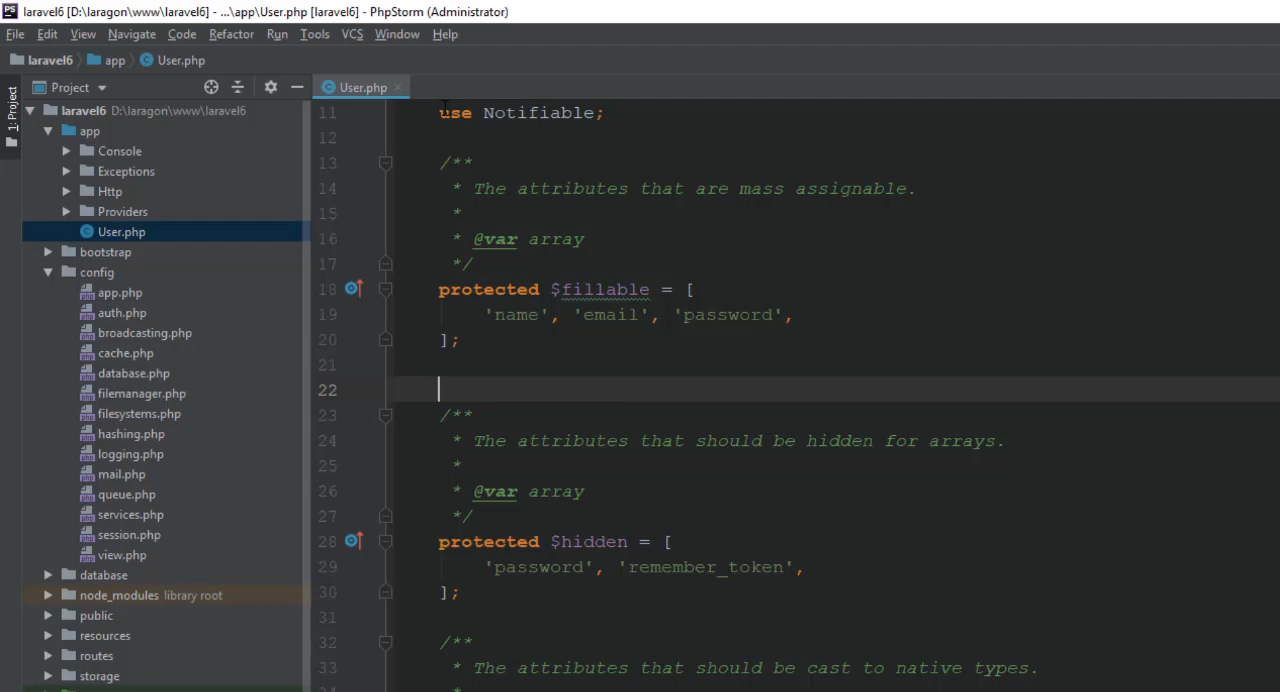 laravel6 [D:\laragon\www\laravel6] - ...\app\User.php [laravel6] - PhpStorm (Administrator)
File Edit View Navigate Code Refactor Run Tools VCS Window Help
laravel6 app User.php
1: Project
Project
laravel6 D:\laragon\www\laravel6
app
Console
Exceptions
Http
Providers
User.php
bootstrap
config
app.php
auth.php
broadcasting.php
cache.php
database.php
filemanager.php
filesystems.php
hashing.php
logging.php
mail.php
queue.php
services.php
session.php
view.php
database
node_modules library root
public
resources
routes
storage
User.php
11 use Notifiable;
12
13 /**
14 * The attributes that are mass assignable.
15 *
16 * @var array
17 */
18 protected $fillable = [
19 'name', 'email', 'password',
20 ];
21
22
23 /**
24 * The attributes that should be hidden for arrays.
25 *
26 * @var array
27 */
28 protected $hidden = [
29 'password', 'remember_token',
30 ];
31
32 /**
33 * The attributes that should be cast to native types.